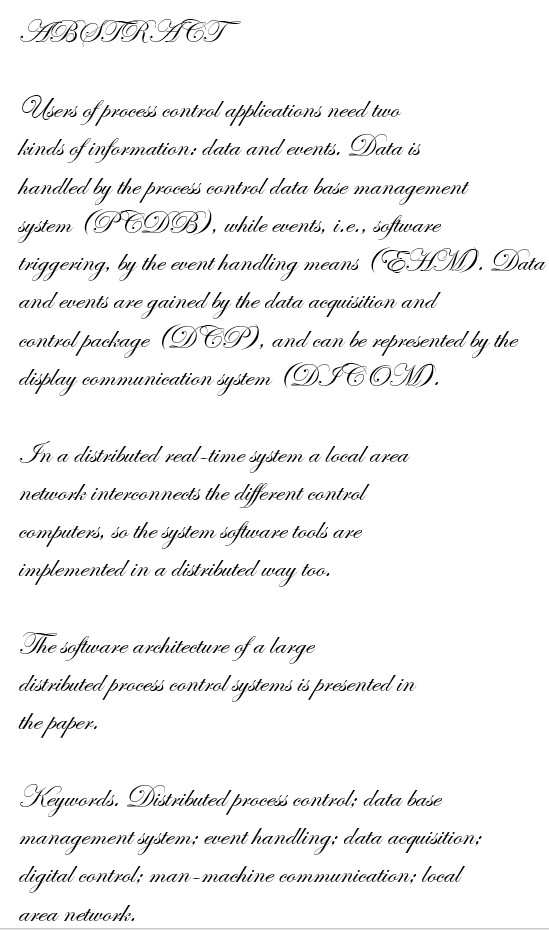 ABSTRACT
Users of process control applications need two
kinds of information: data and events. Data is
handled by the process control data base management
system (PCDB), while events, i.e., software
triggering, by the event handling means (EHM). Data
and events are gained by the data acquisition and
control package (DCP), and can be represented by the
display communication system (DICOM).
In a distributed real-time system a local area
network interconnects the different control
computers, so the system software tools are
implemented in a distributed way too.
The software architecture of a large
distributed process control systems is presented in
the paper.
Keywords. Distributed process control; data base
management system; event handling; data acquisition;
digital control; man-machine communication; local
area network.